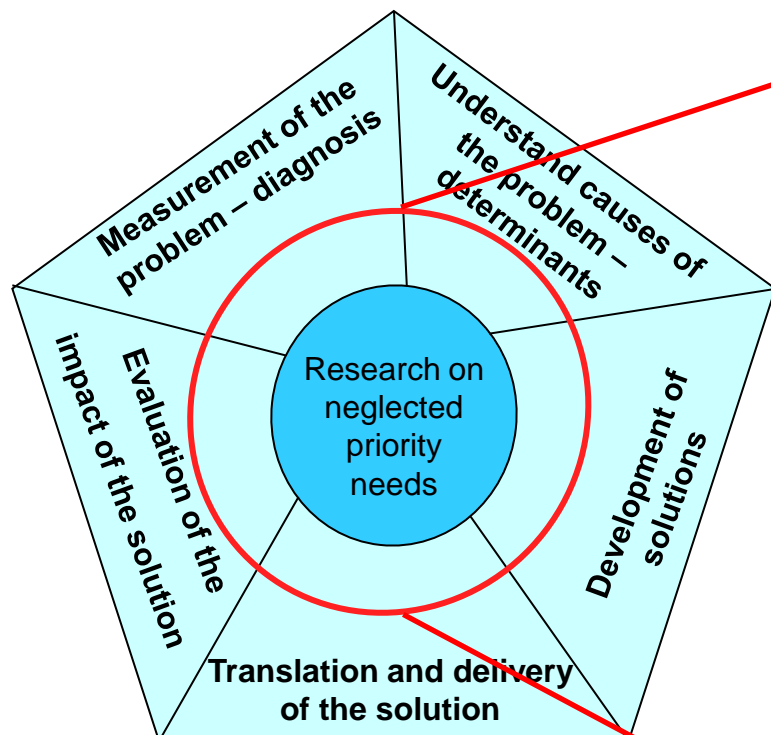 Measurement of the
problem – diagnosis
Understand causes of
the problem –
determinants
Development of
solutions
Translation and delivery
of the solution
Evaluation of the
impact of the solution
Research on
neglected
priority
needs